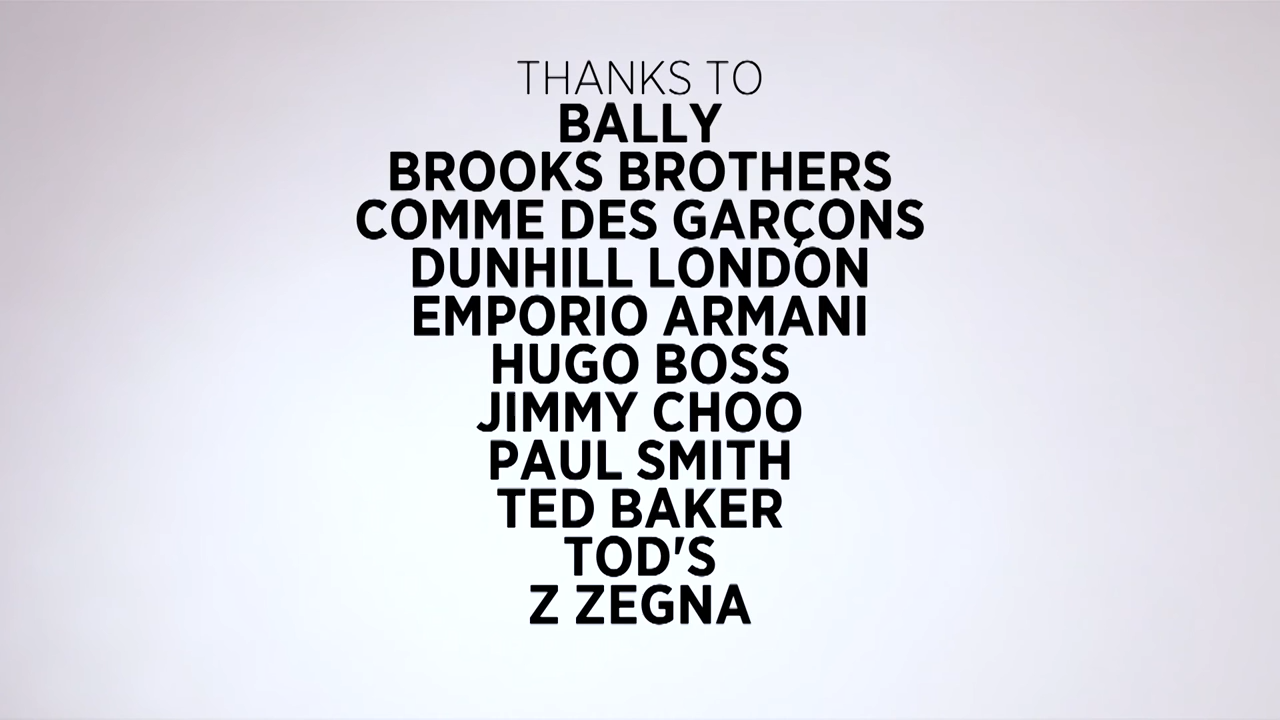 THANKS TO
BALLY
BROOKS BROTHERS
COMME DES GARÇONS
DUNHILL LONDON
EMPORIO ARMANI
HUGO BOSS
JIMMY CHOO
PAUL SMITH
TED BAKER
TOD'S
Z ZEGNA